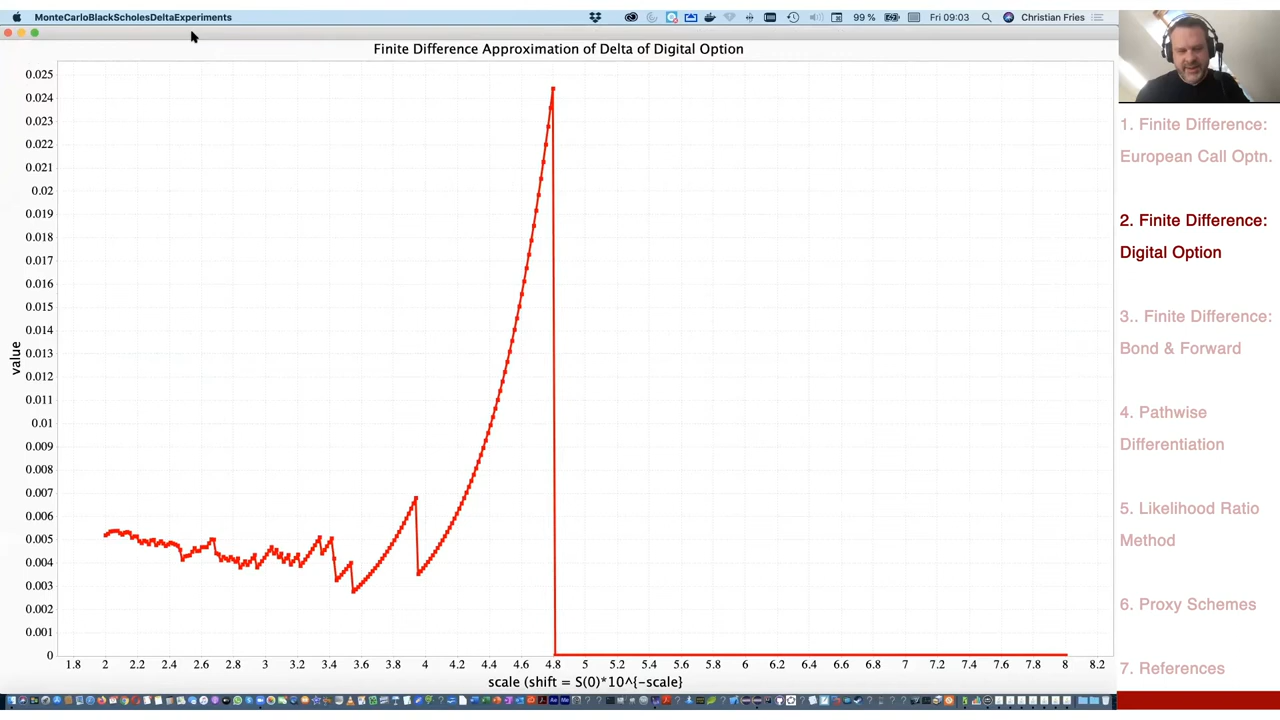 MonteCarloBlackScholesDeltaExperiments
99 %
Fri 09:03
Christian Fries
Finite Difference Approximation of Delta of Digital Option
0.025
0.024
0.023
0.022
0.021
0.02
0.019
0.018
0.017
0.016
0.015
0.014
0.013
0.012
0.011
0.01
0.009
0.008
0.007
0.006
0.005
0.004
0.003
0.002
0.001
0
value
1.8 2 2.2 2.4 2.6 2.8 3 3.2 3.4 3.6 3.8 4 4.2 4.4 4.6 4.8 5 5.2 5.4 5.6 5.8 6 6.2 6.4 6.6 6.8 7 7.2 7.4 7.6 7.8 8 8.2
scale (shift = S(0)*10^{-scale}
1. Finite Difference:
European Call Optn.
2. Finite Difference:
Digital Option
3.. Finite Difference:
Bond & Forward
4. Pathwise
Differentiation
5. Likelihood Ratio
Method
6. Proxy Schemes
7. References